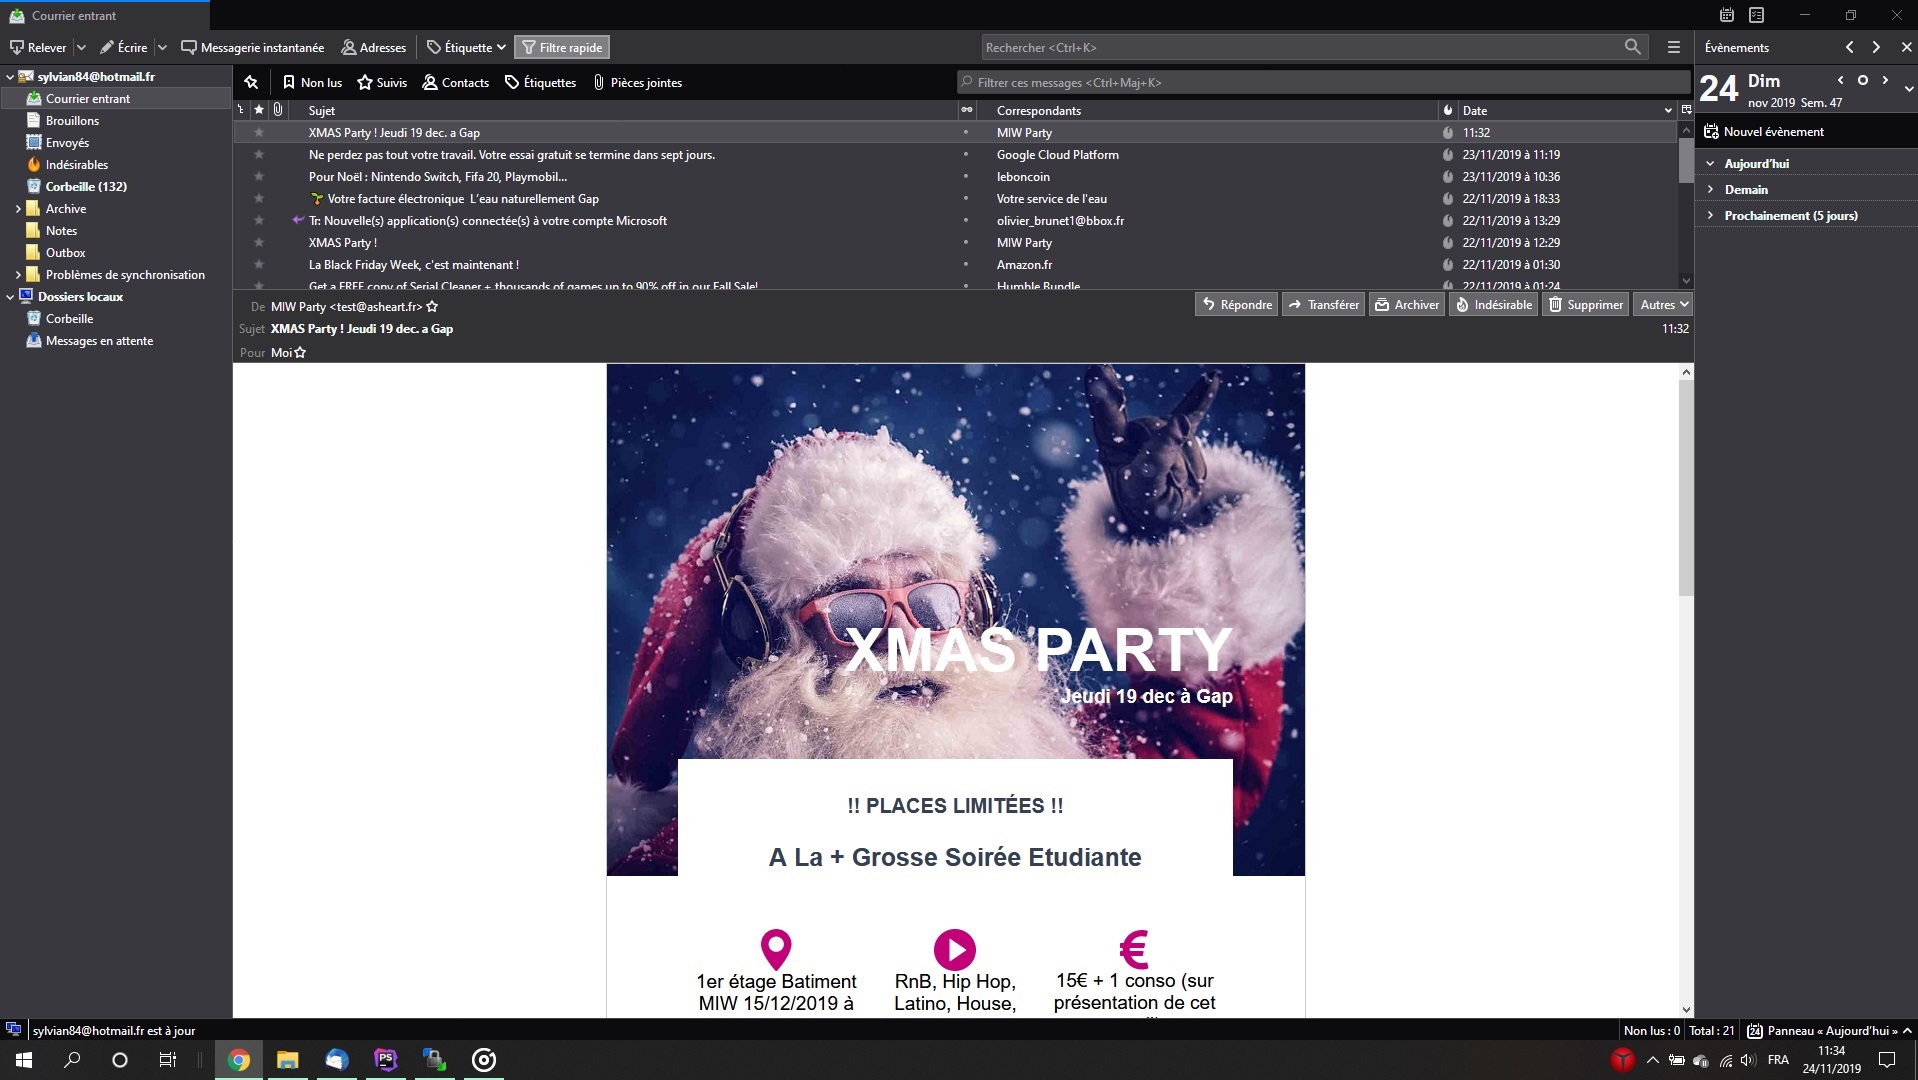 Courrier entrant
Relever
Écrire
Messagerie instantanée
Adresses
Étiquette
Filtre rapide
Rechercher <Ctrl+K>
Évènements
sylvian84@hotmail.fr
Courrier entrant
Brouillons
Envoyés
Indésirables
Corbeille (132)
Archive
Notes
Outbox
Problèmes de synchronisation
Dossiers locaux
Corbeille
Messages en attente
Non lus
Suivis
Contacts
Étiquettes
Pièces jointes
Filtrer ces messages <Ctrl+Maj+K>
Sujet Correspondants Date
XMAS Party ! Jeudi 19 dec. a Gap MIW Party 11:32
Ne perdez pas tout votre travail. Votre essai gratuit se termine dans sept jours. Google Cloud Platform 23/11/2019 à 11:19
Pour Noël : Nintendo Switch, Fifa 20, Playmobil... leboncoin 23/11/2019 à 10:36
Votre facture électronique L'eau naturellement Gap Votre service de l'eau 22/11/2019 à 18:33
Tr: Nouvelle(s) application(s) connectée(s) à votre compte Microsoft olivier_brunet1@bbox.fr 22/11/2019 à 13:29
XMAS Party ! MIW Party 22/11/2019 à 12:29
La Black Friday Week, c'est maintenant ! Amazon.fr 22/11/2019 à 01:30
Get a FREE copy of Serial Cleaner + thousands of games up to 90% off in our Fall Sale! Humble Bundle 22/11/2019 à 01:24
De MIW Party <test@asheart.fr>
Répondre
Transférer
Archiver
Indésirable
Supprimer
Autres
Sujet XMAS Party ! Jeudi 19 dec. a Gap 11:32
Pour Moi
XMAS PARTY
Jeudi 19 dec à Gap
!! PLACES LIMITÉES !!
A La + Grosse Soirée Etudiante
1er étage Batiment
MIW 15/12/2019 à
RnB, Hip Hop,
Latino, House,
15€ + 1 conso (sur
présentation de cet
24 Dim
nov 2019 Sem. 47
Nouvel évènement
Aujourd'hui
Demain
Prochainement (5 jours)
sylvian84@hotmail.fr est à jour
Non lus : 0
Total : 21
24 Panneau « Aujourd'hui »
PS
FRA
11:34
24/11/2019